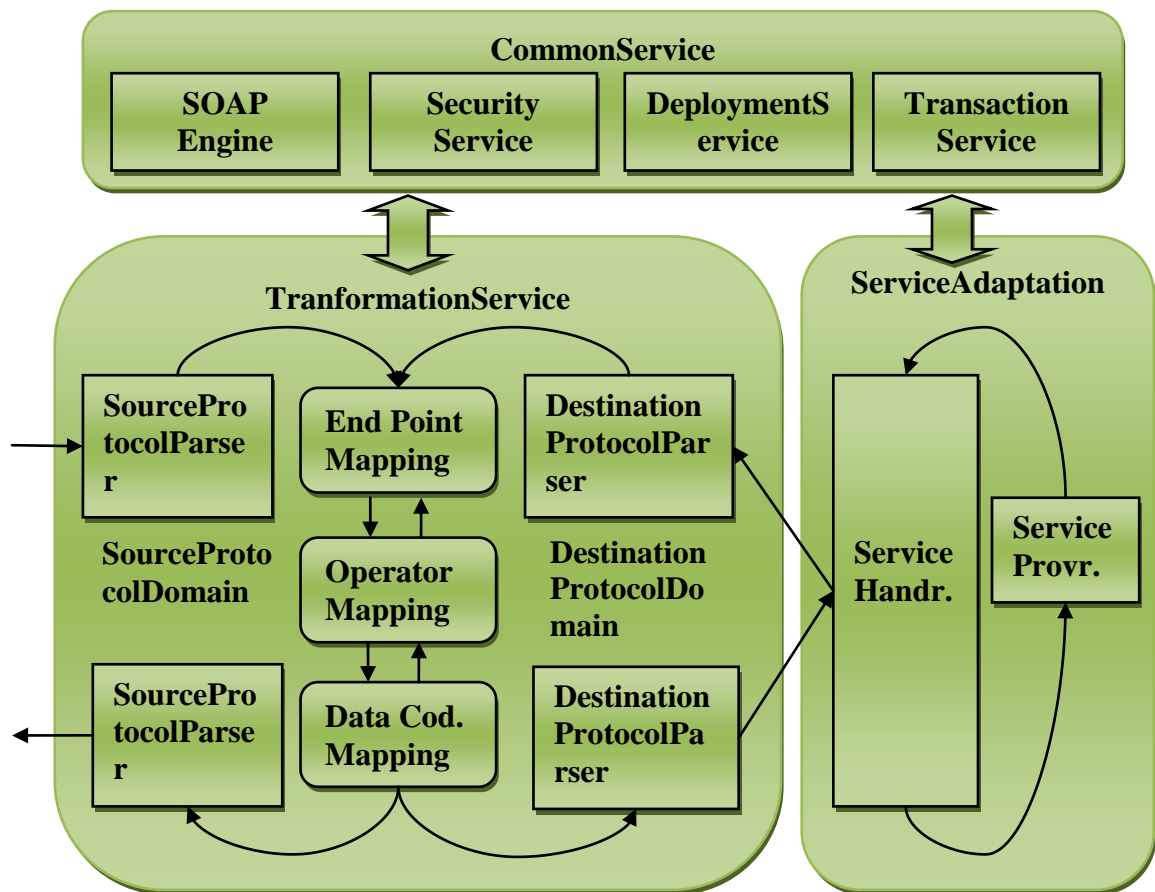 CommonService
SOAP
Engine
Security
Service
DeploymentS
ervice
Transaction
Service
TranformationService
ServiceAdaptation
SourcePro
tocolParse
r
End Point
Mapping
Destination
ProtocolPar
ser
SourceProto
colDomain
Operator
Mapping
Destination
ProtocolDo
main
Service
Handr.
Service
Provr.
SourcePro
tocolParse
r
Data Cod.
Mapping
Destination
ProtocolPa
rser